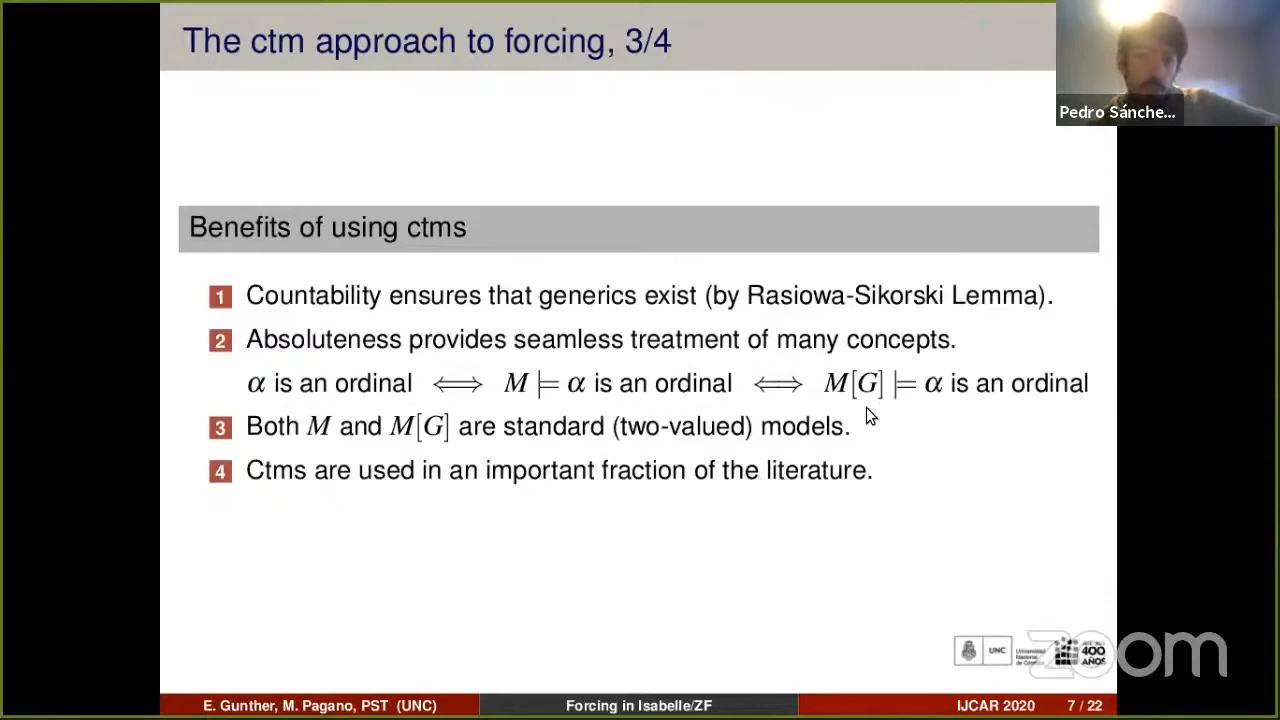 The ctm approach to forcing, 3/4
Pedro Sánche...
Benefits of using ctms
1 Countability ensures that generics exist (by Rasiowa-Sikorski Lemma).
2 Absoluteness provides seamless treatment of many concepts.
α is an ordinal ⟺ M ⊨ α is an ordinal ⟺ M[G] ⊨ α is an ordinal
3 Both M and M[G] are standard (two-valued) models.
4 Ctms are used in an important fraction of the literature.
UNC
400
AÑOS
zoom
E. Gunther, M. Pagano, PST (UNC) Forcing in Isabelle/ZF IJCAR 2020 7 / 22